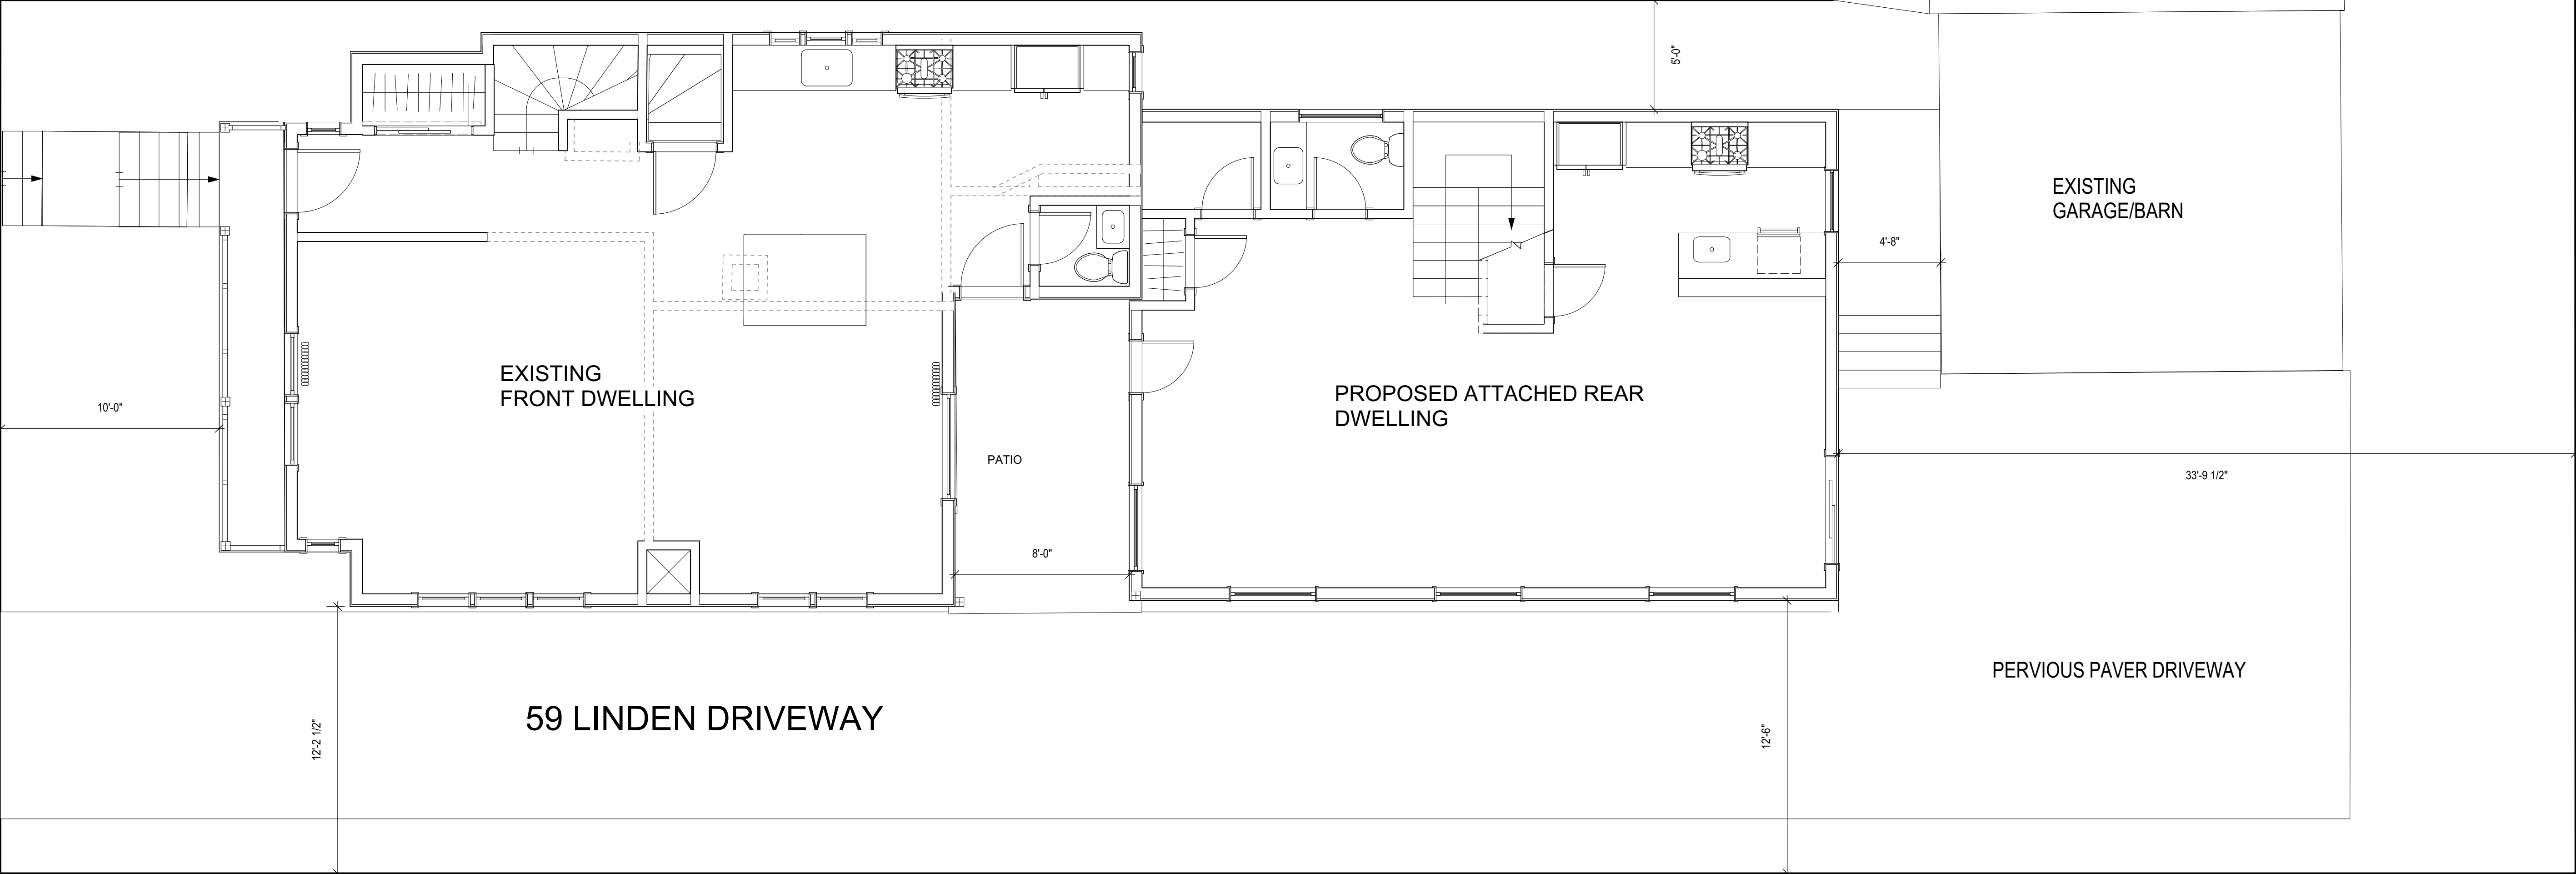 5'-0"
EXISTING
GARAGE/BARN
4'-8"
EXISTING
FRONT DWELLING
PROPOSED ATTACHED REAR
DWELLING
10'-0"
PATIO
33'-9 1/2"
8'-0"
PERVIOUS PAVER DRIVEWAY
59 LINDEN DRIVEWAY
12'-2 1/2"
12'-6"